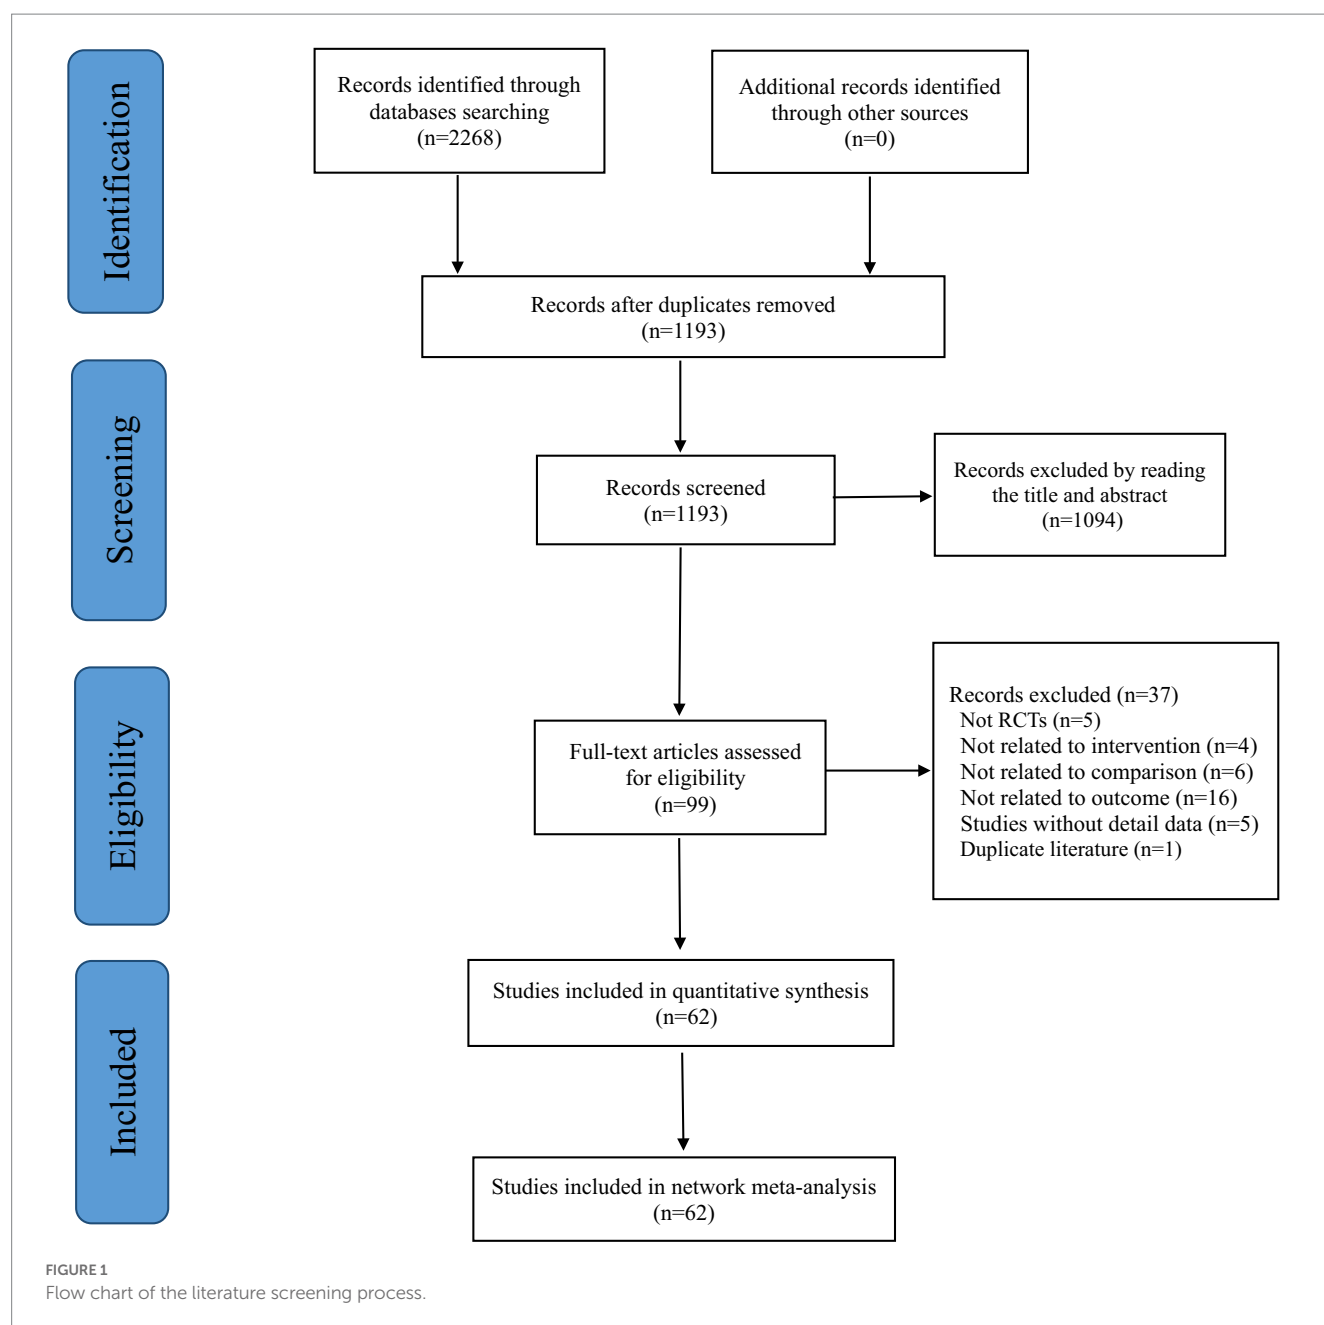 Identification
Records identified through
databases searching
(n=2268)
Additional records identified
through other sources
(n=0)
Records after duplicates removed
(n=1193)
Screening
Records screened
(n=1193)
Records excluded by reading
the title and abstract
(n=1094)
Eligibility
Full-text articles assessed
for eligibility
(n=99)
Records excluded (n=37)
Not RCTs (n=5)
Not related to intervention (n=4)
Not related to comparison (n=6)
Not related to outcome (n=16)
Studies without detail data (n=5)
Duplicate literature (n=1)
Included
Studies included in quantitative synthesis
(n=62)
Studies included in network meta-analysis
(n=62)
FIGURE 1
Flow chart of the literature screening process.